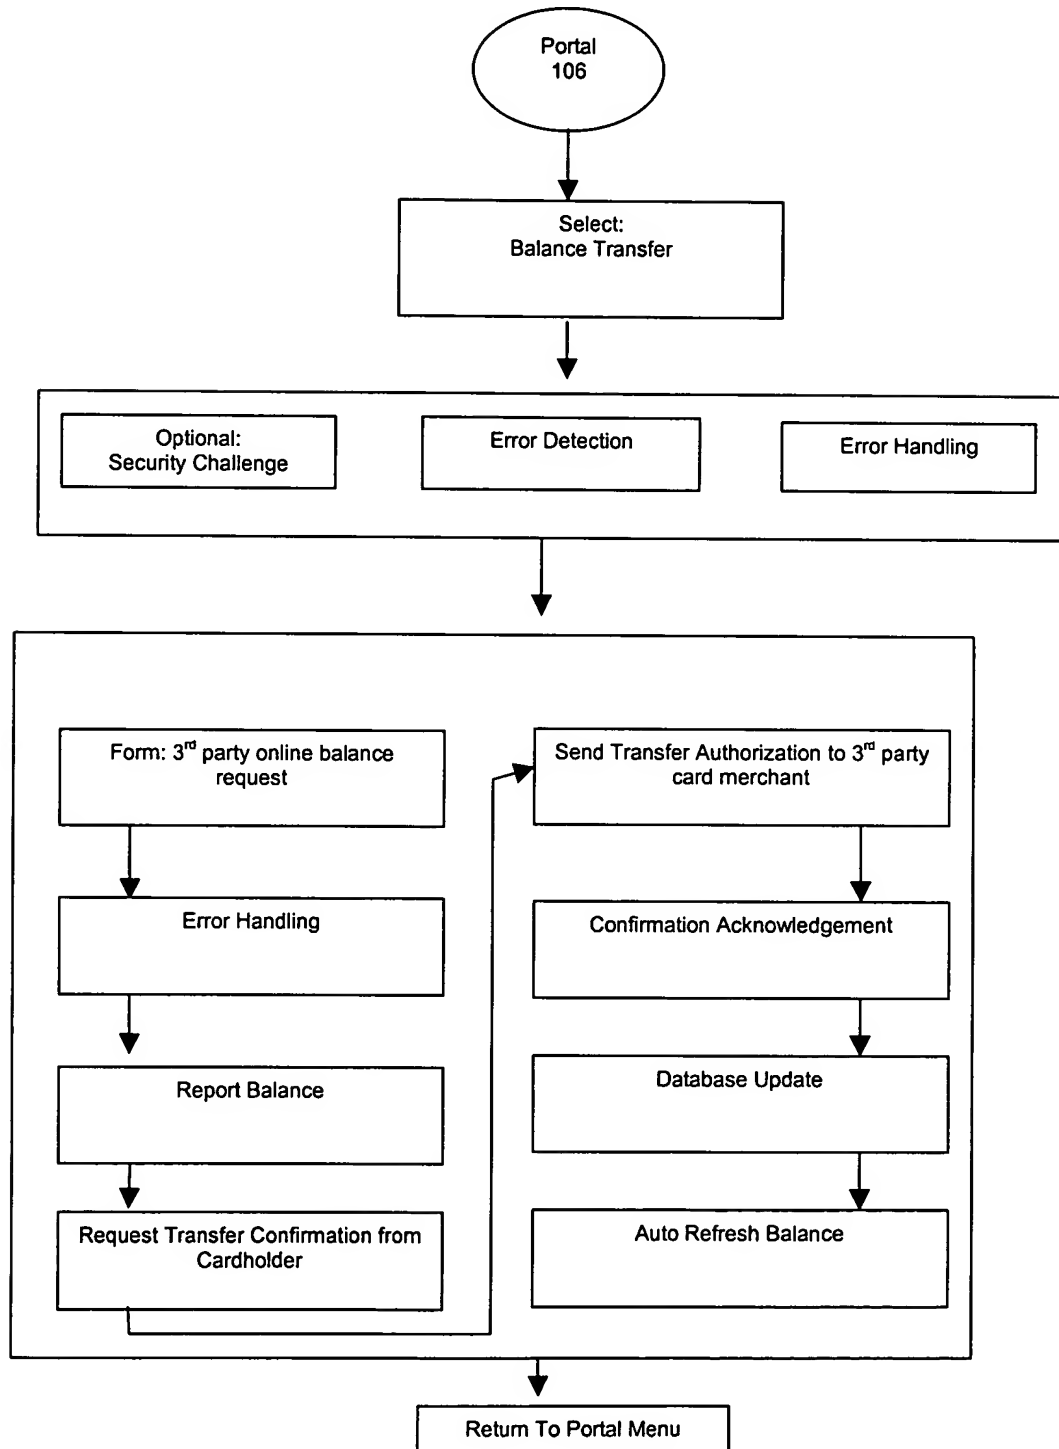 Portal
106
Select:
Balance Transfer
Optional:
Security Challenge
Error Detection
Error Handling
Form: 3rd party online balance
request
Error Handling
Report Balance
Request Transfer Confirmation from
Cardholder
Send Transfer Authorization to 3rd party
card merchant
Confirmation Acknowledgement
Database Update
Auto Refresh Balance
Return To Portal Menu